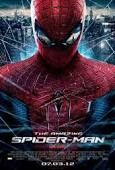 THE AMAZING
SPIDER-MAN
07.03.12